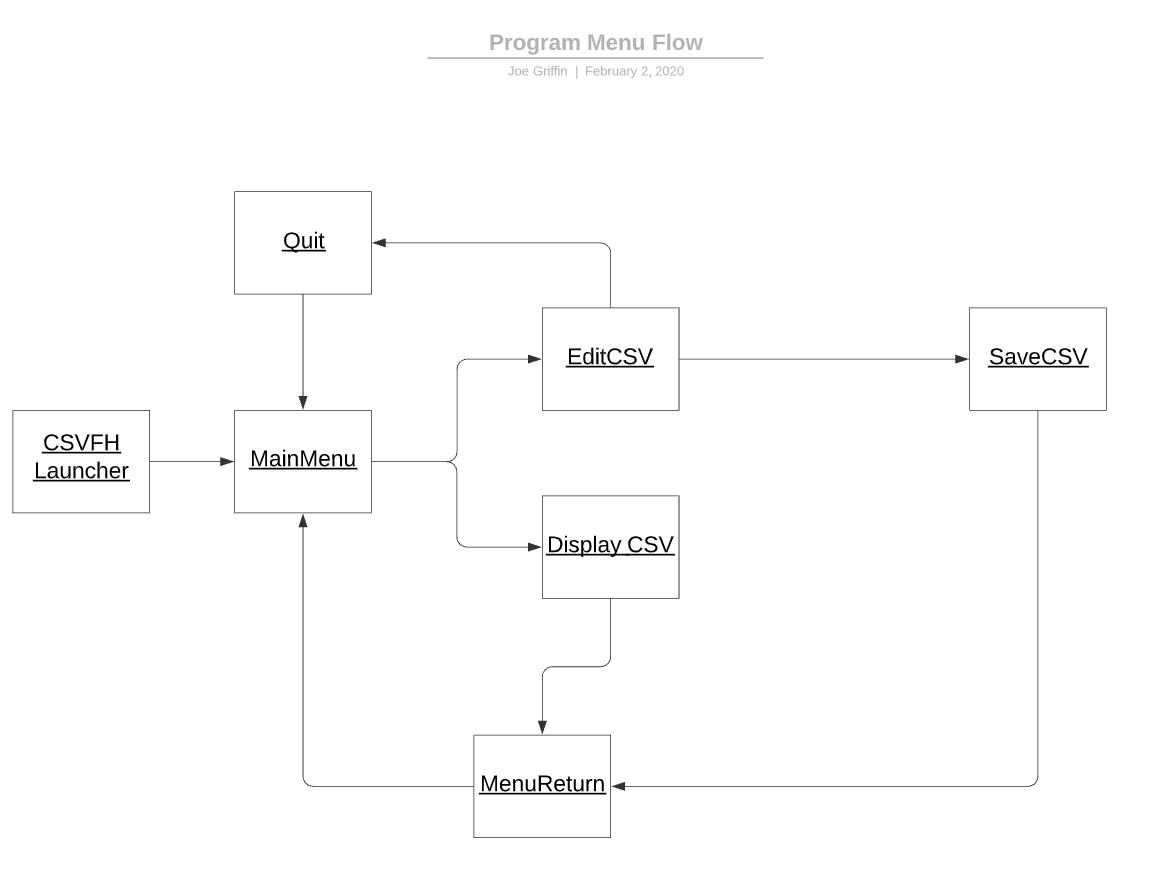 Program Menu Flow
Joe Griffin | February 2, 2020
Quit
EditCSV
SaveCSV
CSVFH
Launcher
MainMenu
Display CSV
MenuReturn